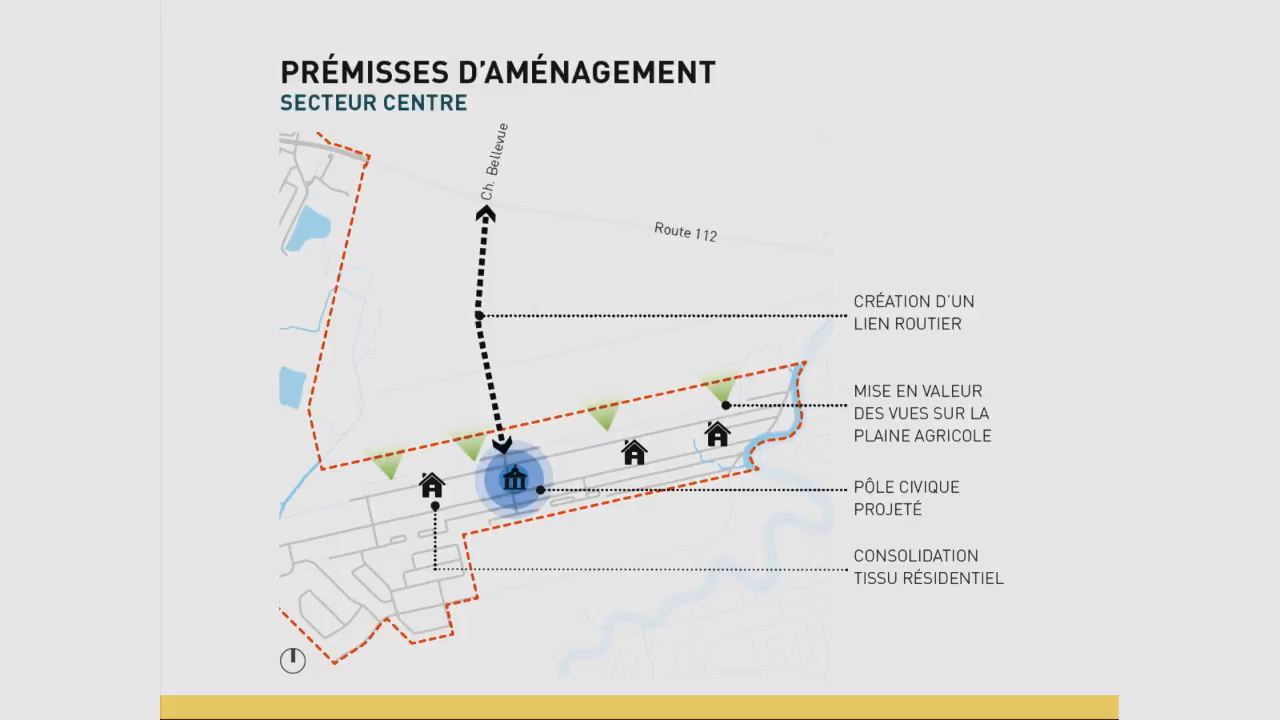 PRÉMISSES D'AMÉNAGEMENT
SECTEUR CENTRE
Ch. Bellevue
Route 112
CRÉATION D'UN
LIEN ROUTIER
MISE EN VALEUR
DES VUES SUR LA
PLAINE AGRICOLE
PÔLE CIVIQUE
PROJETÉ
CONSOLIDATION
TISSU RÉSIDENTIEL